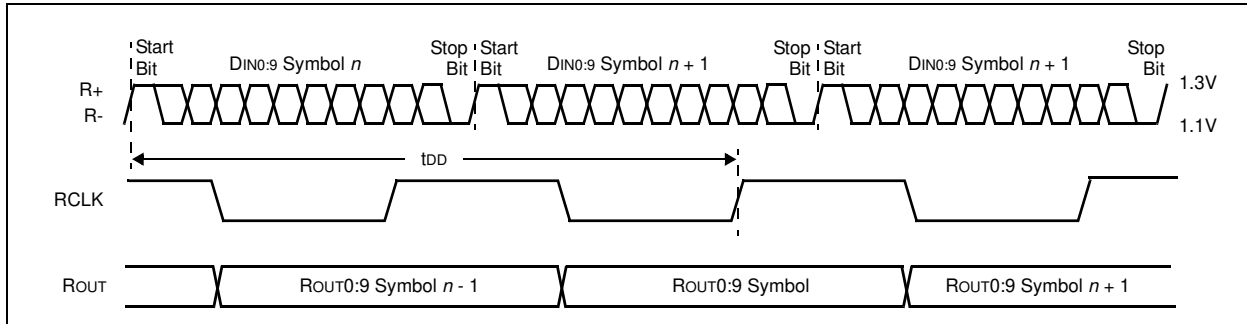 Start Bit
DIN0:9 Symbol n
Stop Bit
Start Bit
DIN0:9 Symbol n + 1
Stop Bit
Start Bit
DIN0:9 Symbol n + 1
Stop Bit
R+
R-
1.3V
1.1V
tDD
RCLK
ROUT
ROUT0:9 Symbol n - 1
ROUT0:9 Symbol
ROUT0:9 Symbol n + 1